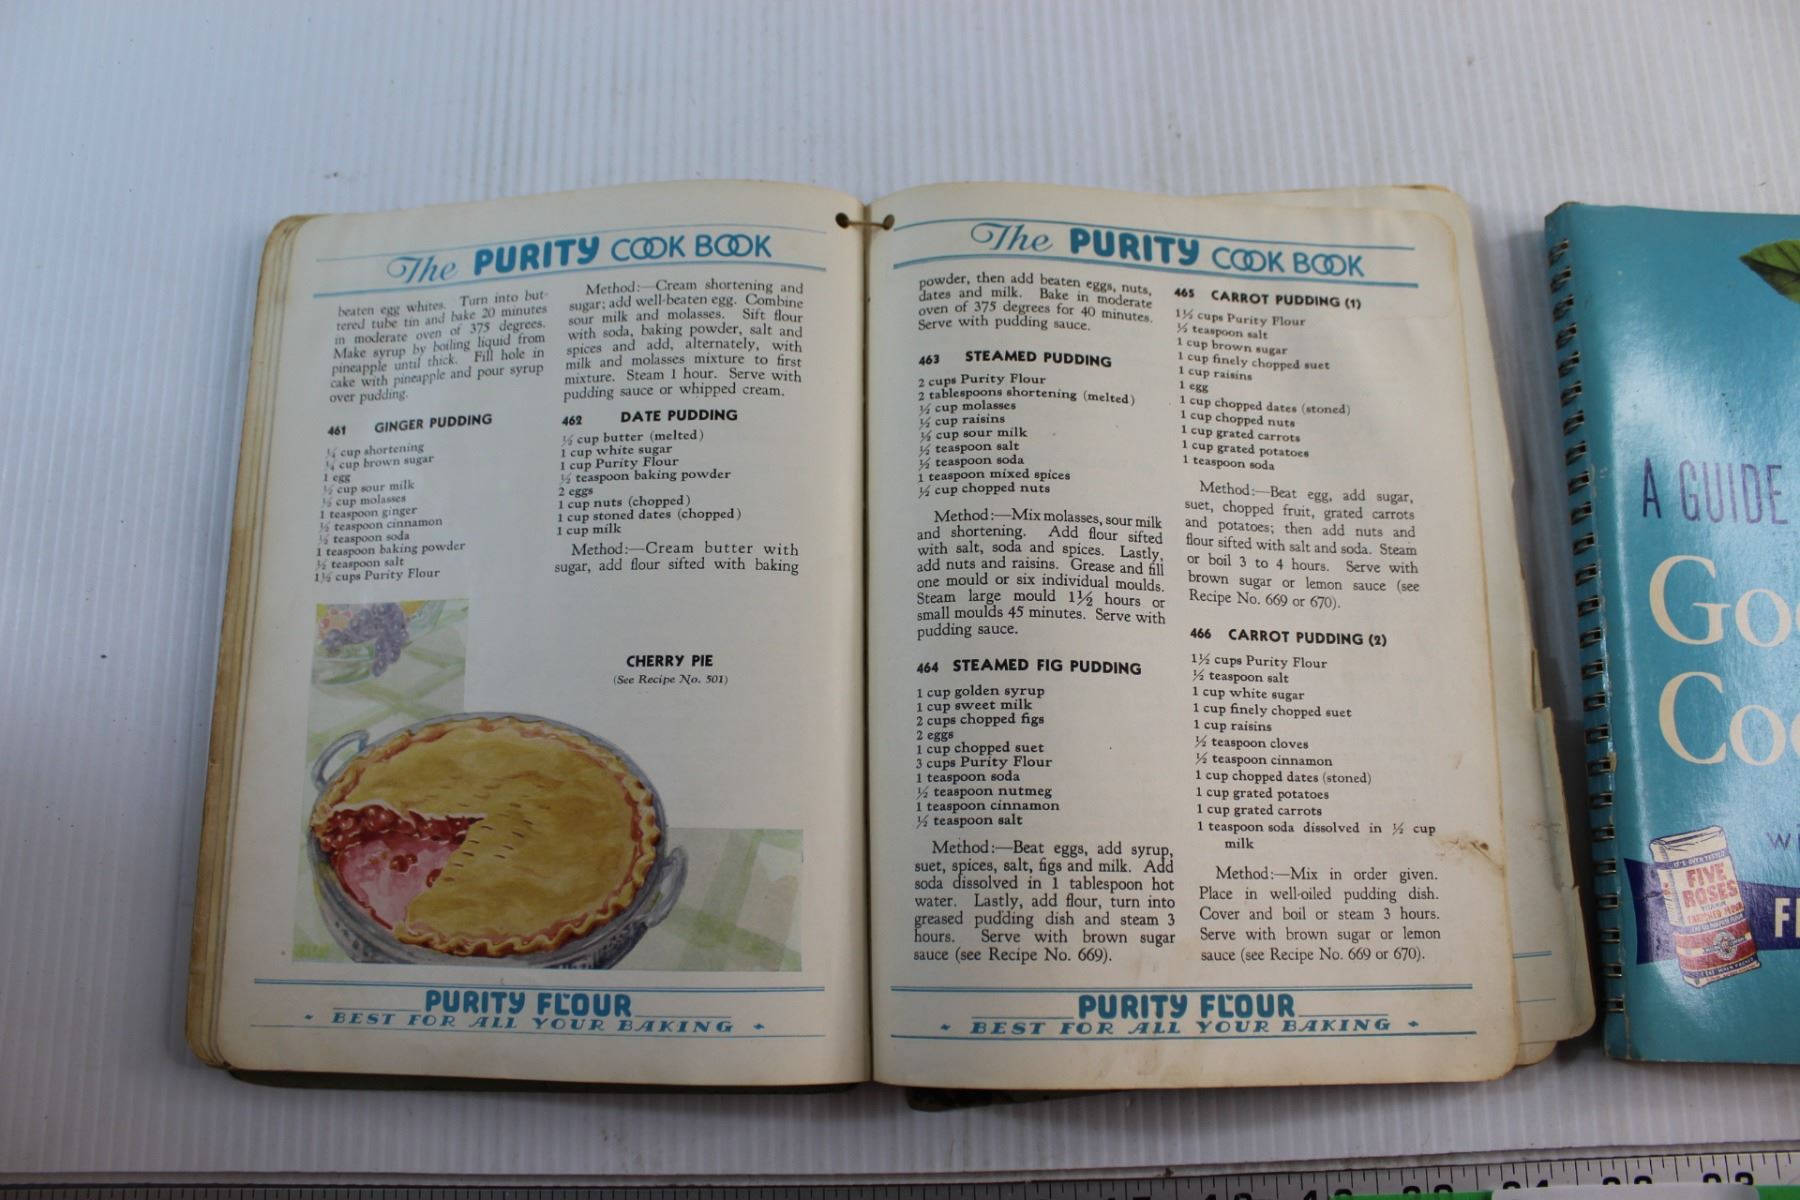 The PURITY COOK BOOK
beaten egg whites. Turn into but-
tered tube tin and bake 20 minutes
in moderate oven of 375 degrees.
Make syrup by boiling liquid from
pineapple until thick. Fill hole in
cake with pineapple and pour syrup
over pudding.
461 GINGER PUDDING
¼ cup shortening
¼ cup brown sugar
1 egg
½ cup sour milk
½ cup molasses
1 teaspoon ginger
½ teaspoon cinnamon
½ teaspoon soda
1 teaspoon baking powder
½ teaspoon salt
1½ cups Purity Flour
Method:—Cream shortening and
sugar; add well-beaten egg. Combine
sour milk and molasses. Sift flour
with soda, baking powder, salt and
spices and add, alternately, with
milk and molasses mixture to first
mixture. Steam 1 hour. Serve with
pudding sauce or whipped cream.
462 DATE PUDDING
½ cup butter (melted)
1 cup white sugar
1 cup Purity Flour
½ teaspoon baking powder
2 eggs
1 cup nuts (chopped)
1 cup stoned dates (chopped)
1 cup milk
Method:—Cream butter with
sugar, add flour sifted with baking
CHERRY PIE
(See Recipe No. 501)
PURITY FLOUR
BEST FOR ALL YOUR BAKING
The PURITY COOK BOOK
powder, then add beaten eggs, nuts,
dates and milk. Bake in moderate
oven of 375 degrees for 40 minutes.
Serve with pudding sauce.
463 STEAMED PUDDING
2 cups Purity Flour
2 tablespoons shortening (melted)
½ cup molasses
½ cup raisins
½ cup sour milk
½ teaspoon salt
½ teaspoon soda
1 teaspoon mixed spices
½ cup chopped nuts
Method:—Mix molasses, sour milk
and shortening. Add flour sifted
with salt, soda and spices. Lastly,
add nuts and raisins. Grease and fill
one mould or six individual moulds.
Steam large mould 1½ hours or
small moulds 45 minutes. Serve with
pudding sauce.
464 STEAMED FIG PUDDING
1 cup golden syrup
1 cup sweet milk
2 cups chopped figs
2 eggs
1 cup chopped suet
3 cups Purity Flour
1 teaspoon soda
½ teaspoon nutmeg
1 teaspoon cinnamon
½ teaspoon salt
Method:—Beat eggs, add syrup,
suet, spices, salt, figs and milk. Add
soda dissolved in 1 tablespoon hot
water. Lastly, add flour, turn into
greased pudding dish and steam 3
hours. Serve with brown sugar
sauce (see Recipe No. 669).
465 CARROT PUDDING (1)
1½ cups Purity Flour
½ teaspoon salt
1 cup brown sugar
1 cup finely chopped suet
1 cup raisins
1 egg
1 cup chopped dates (stoned)
1 cup chopped nuts
1 cup grated carrots
1 cup grated potatoes
1 teaspoon soda
Method:—Beat egg, add sugar,
suet, chopped fruit, grated carrots
and potatoes; then add nuts and
flour sifted with salt and soda. Steam
or boil 3 to 4 hours. Serve with
brown sugar or lemon sauce (see
Recipe No. 669 or 670).
466 CARROT PUDDING (2)
1½ cups Purity Flour
½ teaspoon salt
1 cup white sugar
1 cup finely chopped suet
1 cup raisins
½ teaspoon cloves
½ teaspoon cinnamon
1 cup chopped dates (stoned)
1 cup grated potatoes
1 cup grated carrots
1 teaspoon soda dissolved in ½ cup
milk
Method:—Mix in order given.
Place in well-oiled pudding dish.
Cover and boil or steam 3 hours.
Serve with brown sugar or lemon
sauce (see Recipe No. 669 or 670).
PURITY FLOUR
BEST FOR ALL YOUR BAKING
A GUIDE
Goo
Coo
FIVE
ROSES
ENRICHED FLOUR